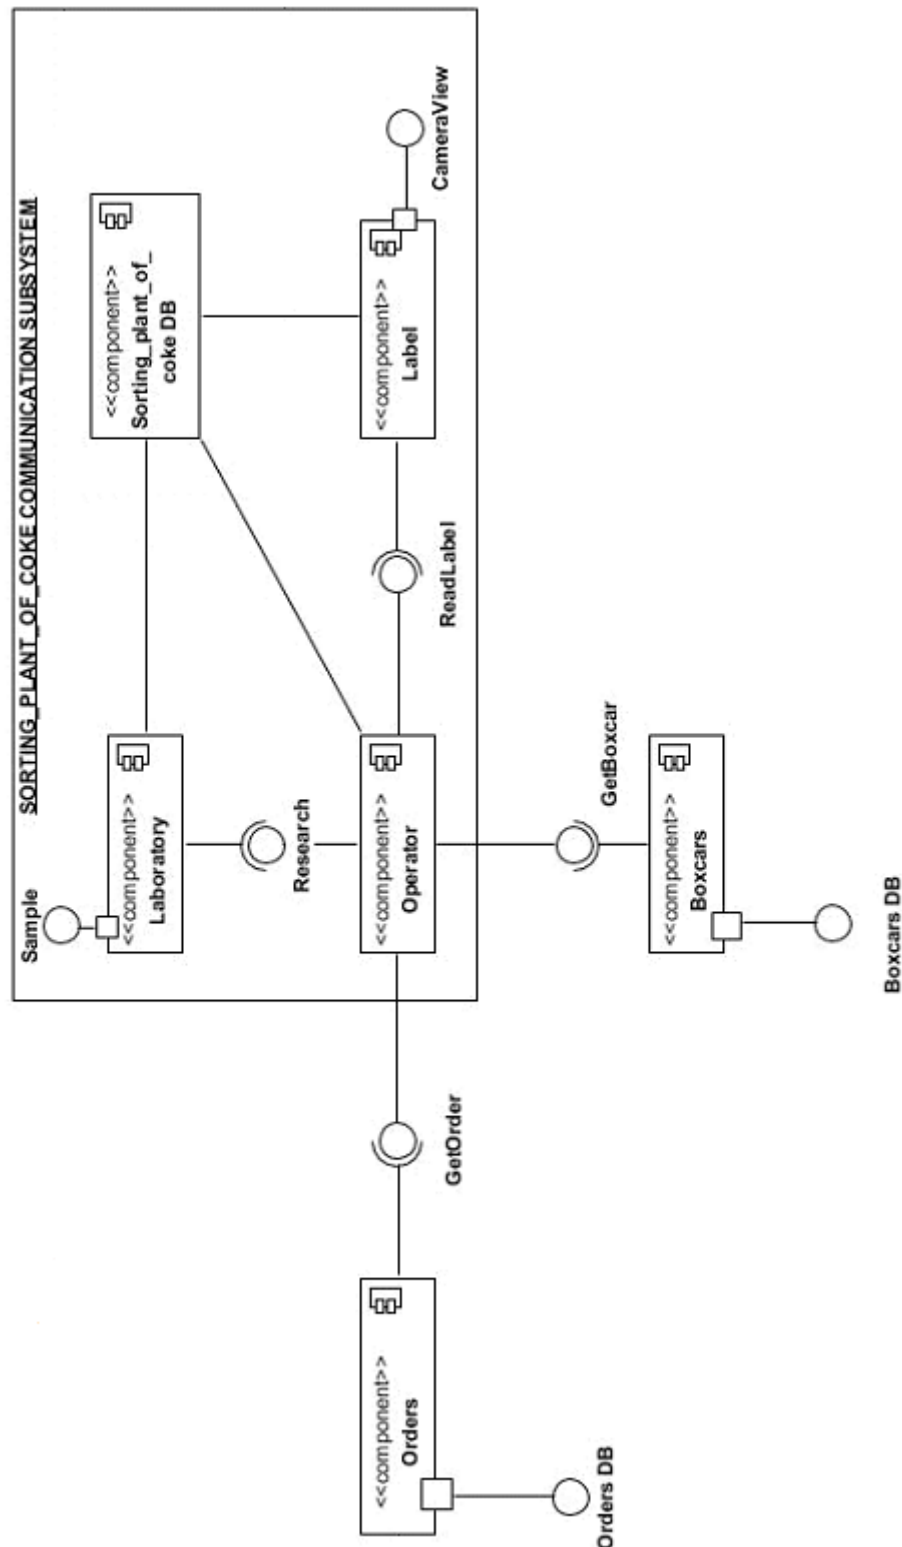 SORTING_PLANT_OF_COKE COMMUNICATION SUBSYSTEM
Sample
<<component>>
Laboratory
<<component>>
Sorting_plant_of_
coke DB
Research
<<component>>
Orders
GetOrder
<<component>>
Operator
ReadLabel
<<component>>
Label
CameraView
Orders DB
GetBoxcar
<<component>>
Boxcars
Boxcars DB